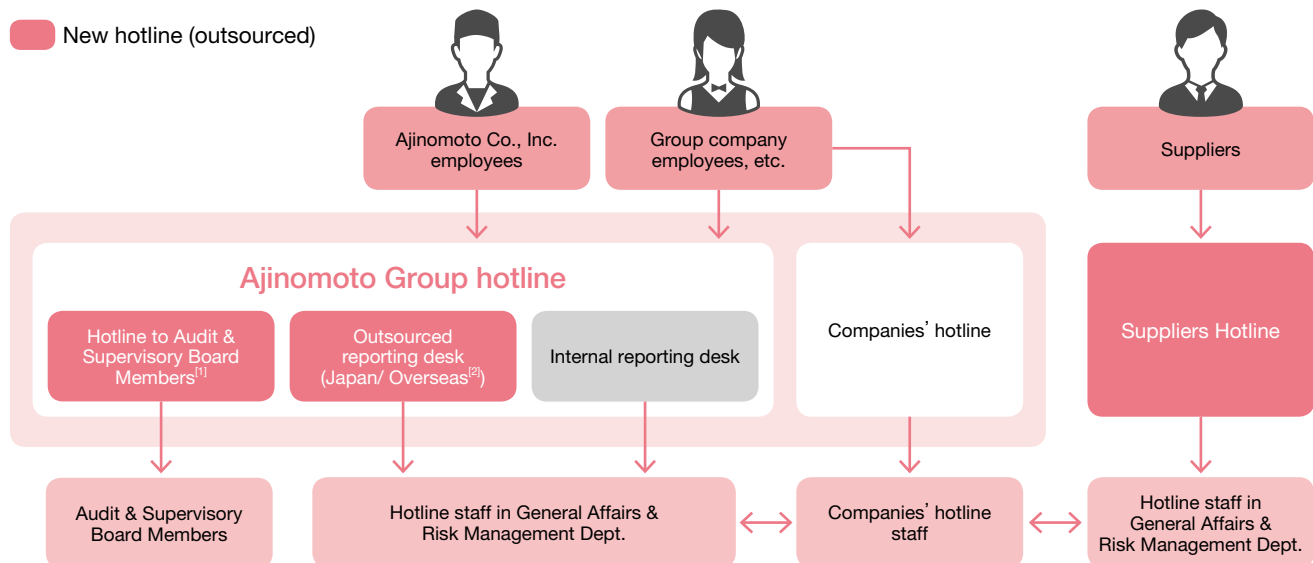 New hotline (outsourced)
Ajinomoto Co., Inc.
employees
Group company
employees, etc.
Suppliers
Ajinomoto Group hotline
Hotline to Audit &
Supervisory Board
Members[1]
Outsourced
reporting desk
(Japan/ Overseas[2])
Internal reporting desk
Companies’ hotline
Suppliers Hotline
Audit & Supervisory
Board Members
Hotline staff in General Affairs &
Risk Management Dept.
Companies’ hotline
staff
Hotline staff in
General Affairs &
Risk Management Dept.